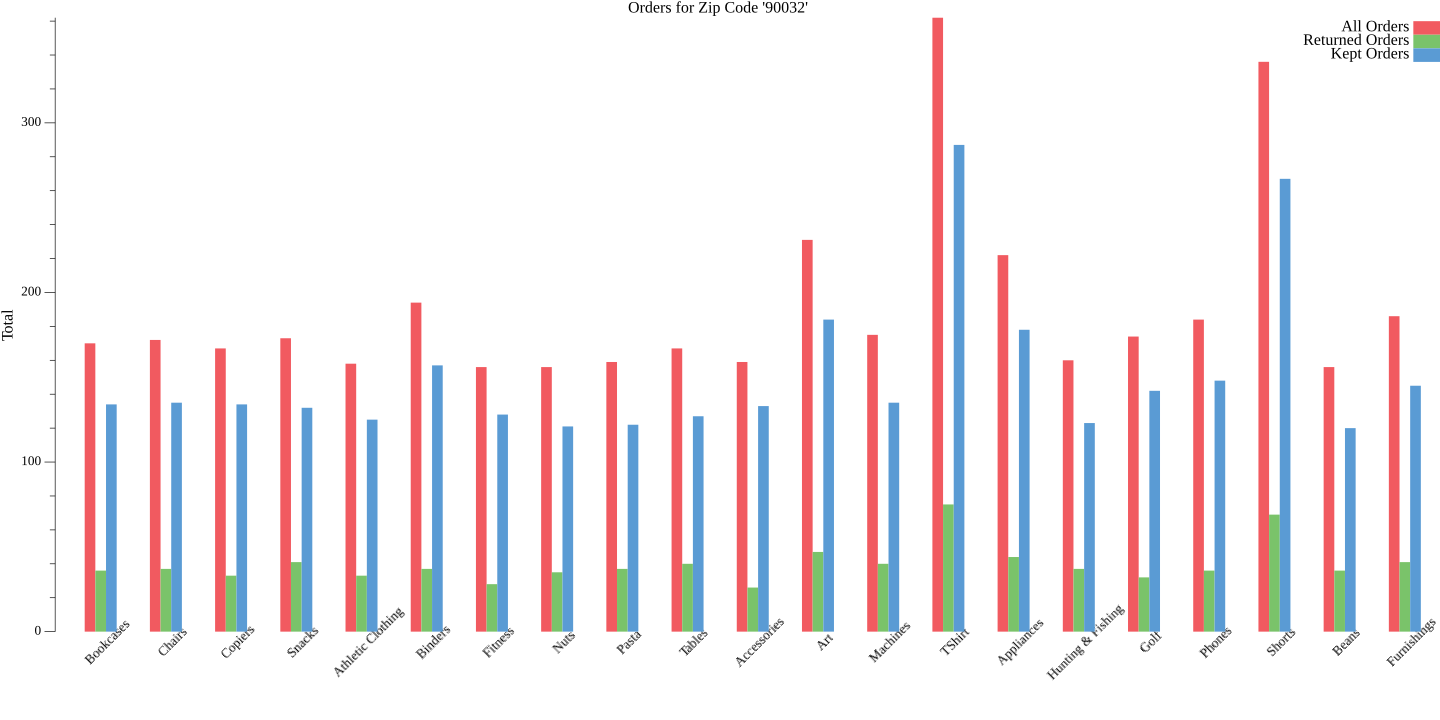 Orders for Zip Code '90032'
All Orders
Returned Orders
Kept Orders
Total
300
200
100
0
Bookcases
Chairs
Copiers
Snacks
Athletic Clothing
Binders
Fitness
Nuts
Pasta
Tables
Accessories
Art
Machines
TShirt
Appliances
Hunting & Fishing
Golf
Phones
Shorts
Beans
Furnishings